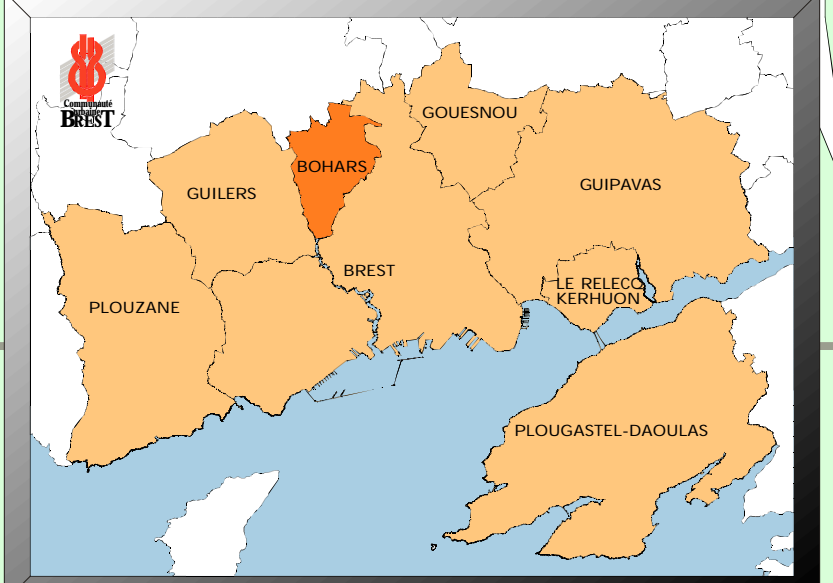 Communauté
urbaine
BREST
GOUESNOU
BOHARS
GUILERS
GUIPAVAS
BREST
LE RELECQ
KERHUON
PLOUZANE
PLOUGASTEL-DAOULAS